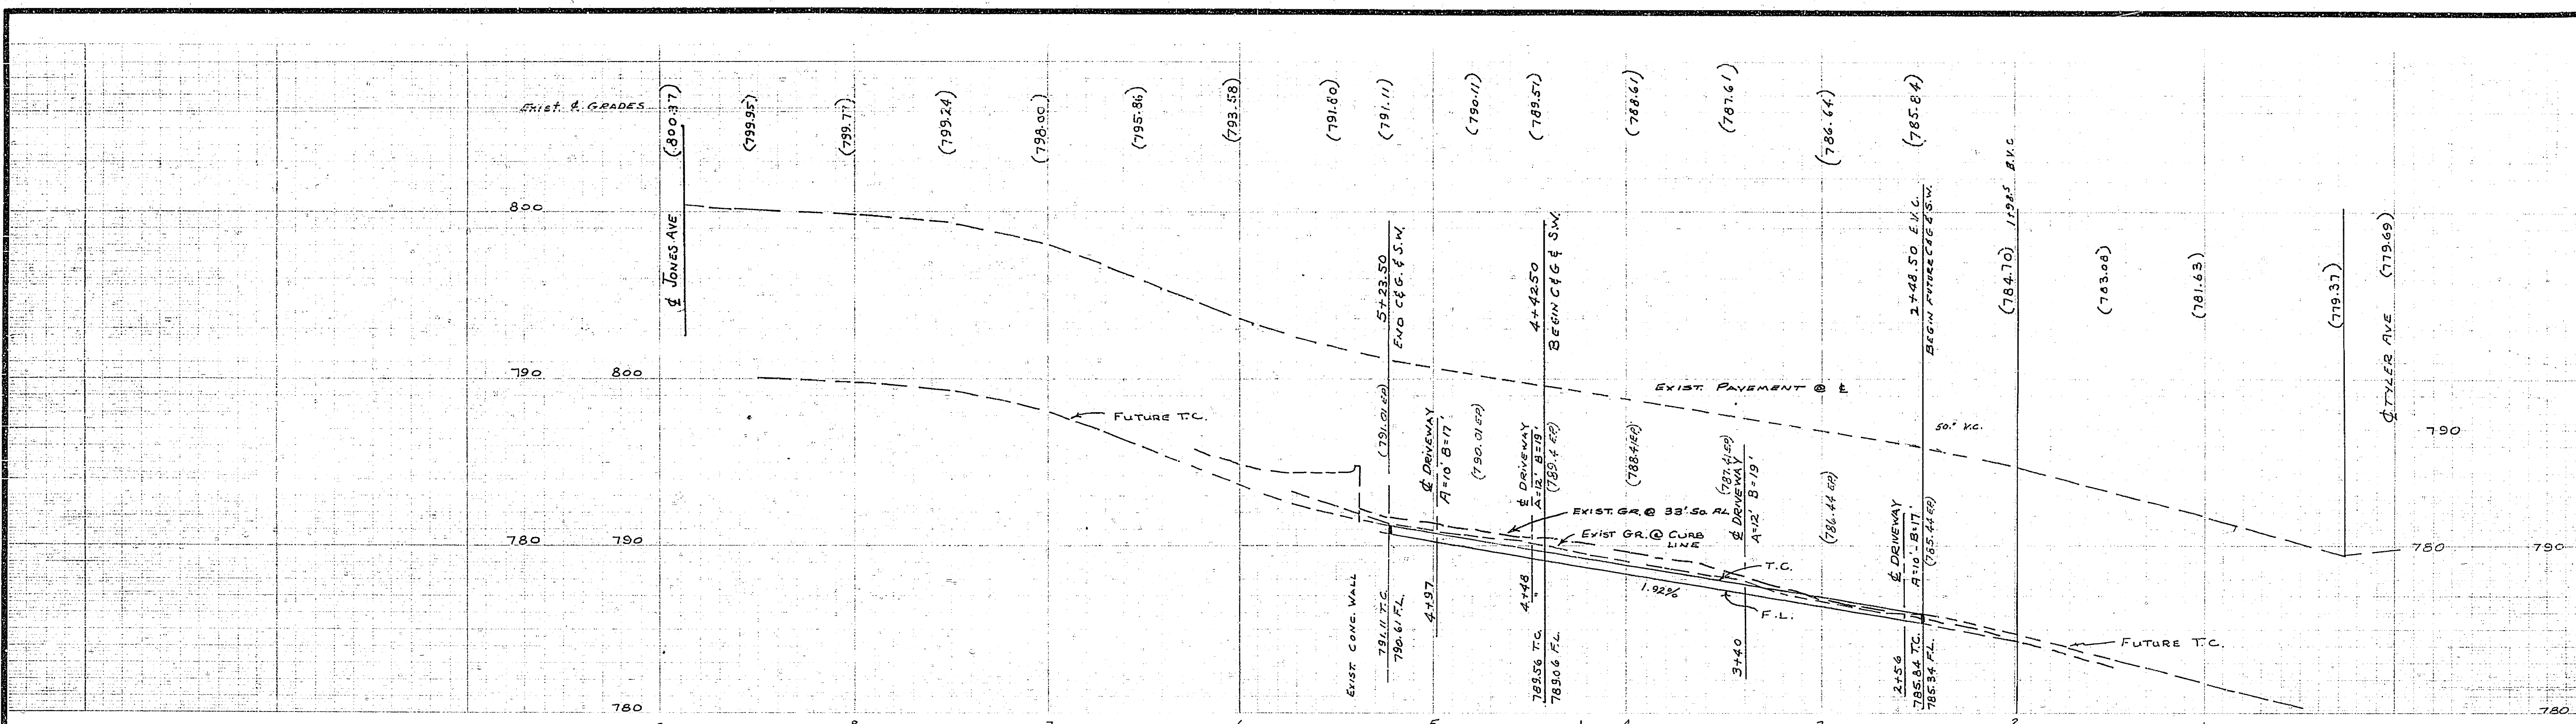 EXIST. ℄ GRADES
(800.37)
(799.95)
(799.77)
(799.24)
(798.00)
(795.86)
(793.58)
(791.80)
(791.11)
(790.11)
(789.51)
(788.61)
(787.61)
(786.64)
(785.84)
(784.70)
(783.08)
(781.63)
(779.37)
(779.69)
℄ JONES AVE
5+23.50
END C & G. & S.W.
4+4250
BEGIN C & G & S.W.
2+48.50 E.V.C.
BEGIN FUTURE C & G & S.W.
1+98.5 B.V.C
℄ TYLER AVE
800
790
800
780
790
780
790
780
790
780
EXIST. PAVEMENT @ ℄
50.º V.C.
FUTURE T.C.
(791.01 EP)
℄ DRIVEWAY
A=10' B=17'
(790.01 EP)
℄ DRIVEWAY
A=12' B=19'
(789.4 EP)
(788.41 EP)
(787.41 EP)
℄ DRIVEWAY
A=12' B=19'
(786.44 EP)
℄ DRIVEWAY
A=10' B=17'
(785.44 EP)
EXIST. GR. @ 33' SO. RL
EXIST GR. @ CURB
LINE
T.C.
1.92%
F.L.
FUTURE T.C.
EXIST. CONC. WALL
791.11 T.C.
790.61 F.L.
4+97
4+48
789.56 T.C.
789.06 F.L.
3+40
2+56
785.84 T.C.
785.34 F.L.